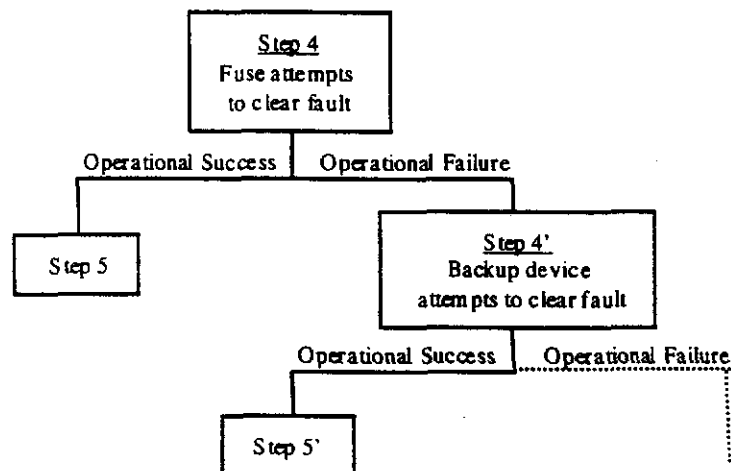 Step 4
Fuse attempts
to clear fault
Operational Success
Operational Failure
Step 5
Step 4'
Backup device
attempts to clear fault
Operational Success
Operational Failure
Step 5'